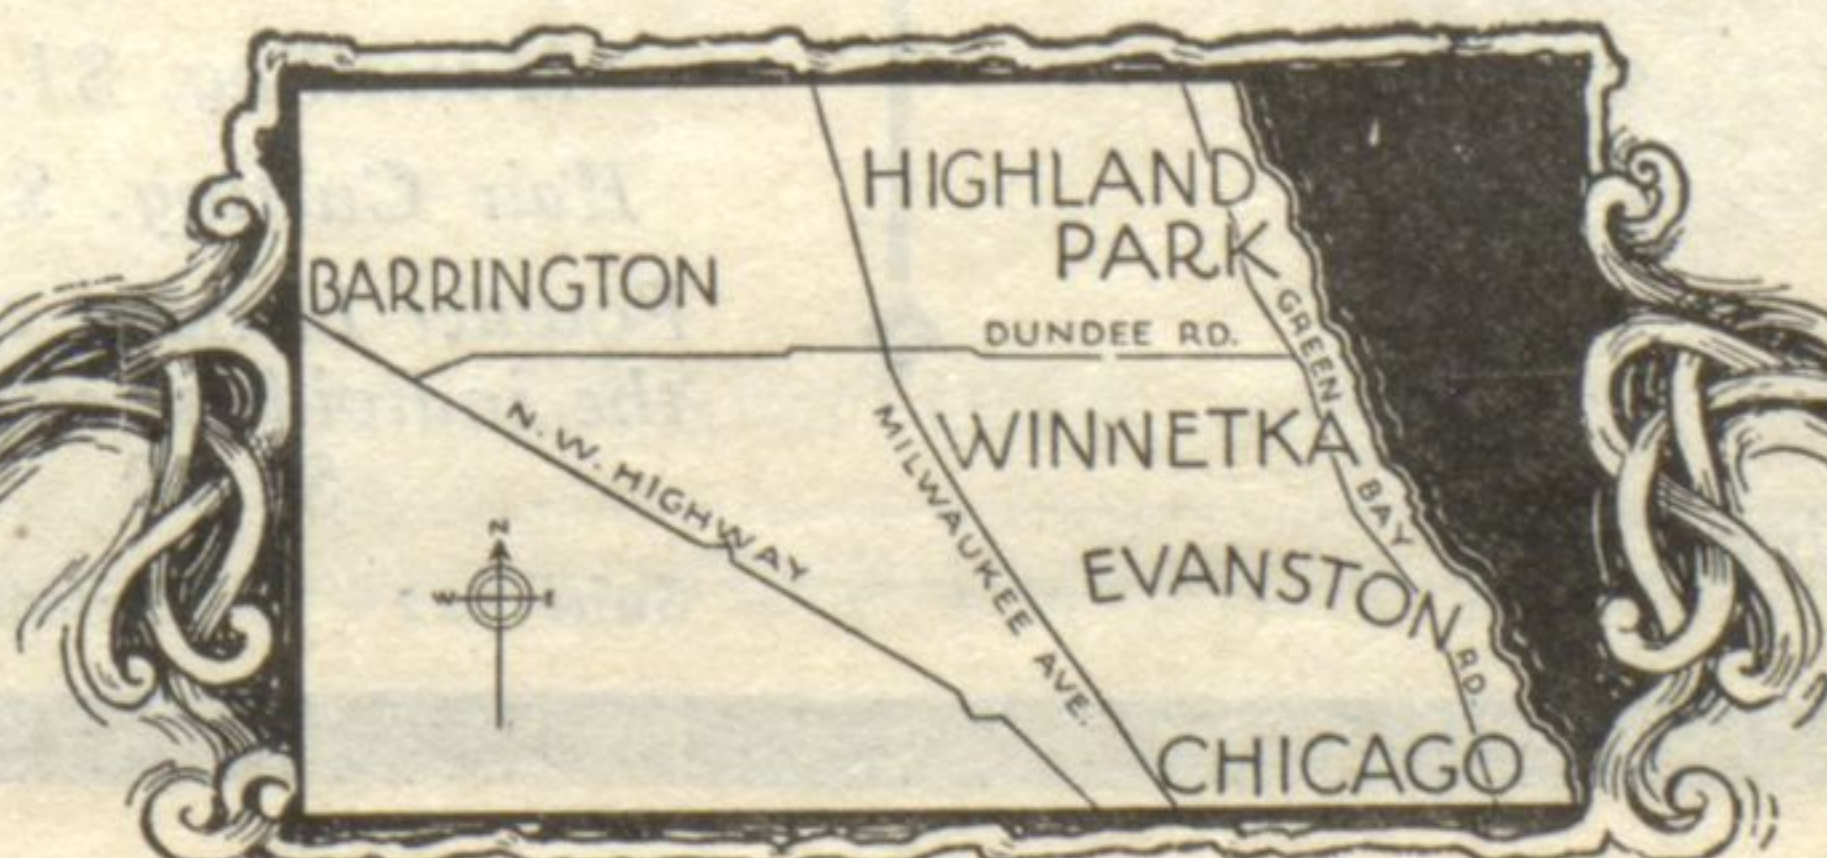 HIGHLAND
PARK
BARRINGTON
DUNDEE RD.
GREEN BAY RD.
N.W. HIGHWAY
MILWAUKEE AVE.
WINNETKA
EVANSTON
CHICAGO
N
W E